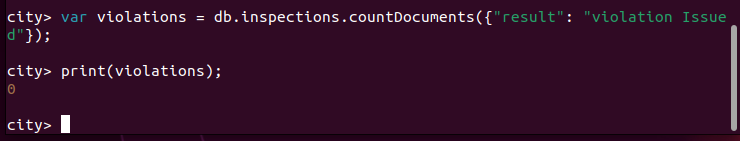 city> var violations = db.inspections.countDocuments({"result": "violation Issue
d"});
city> print(violations);
0
city>